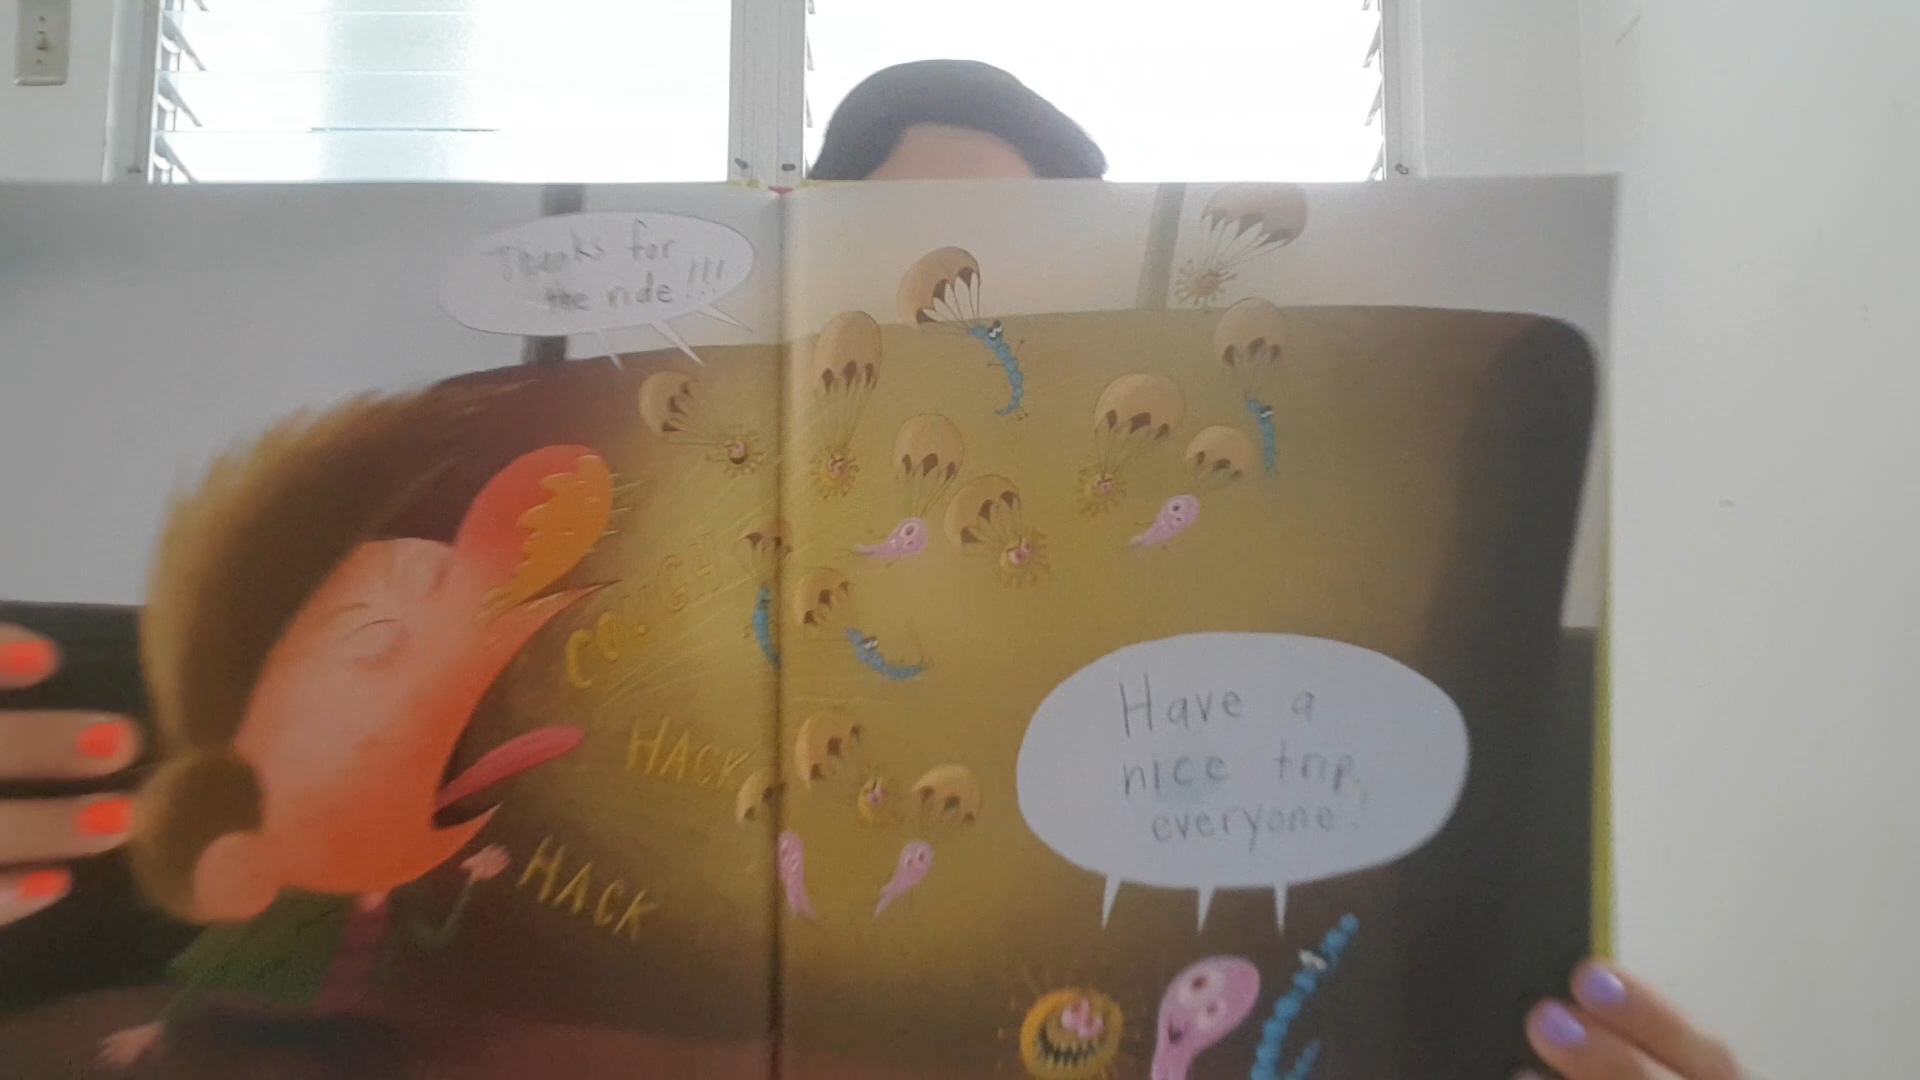 Thanks for
the ride!!!
COUGH
HACK
HACK
Have a
nice trip,
everyone!